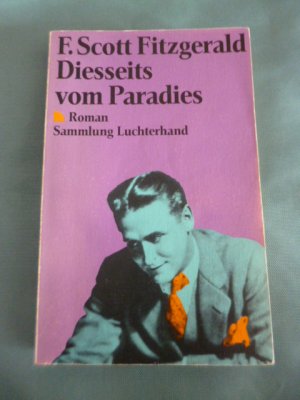 F. Scott Fitzgerald
Diesseits
vom Paradies
Roman
Sammlung Luchterhand